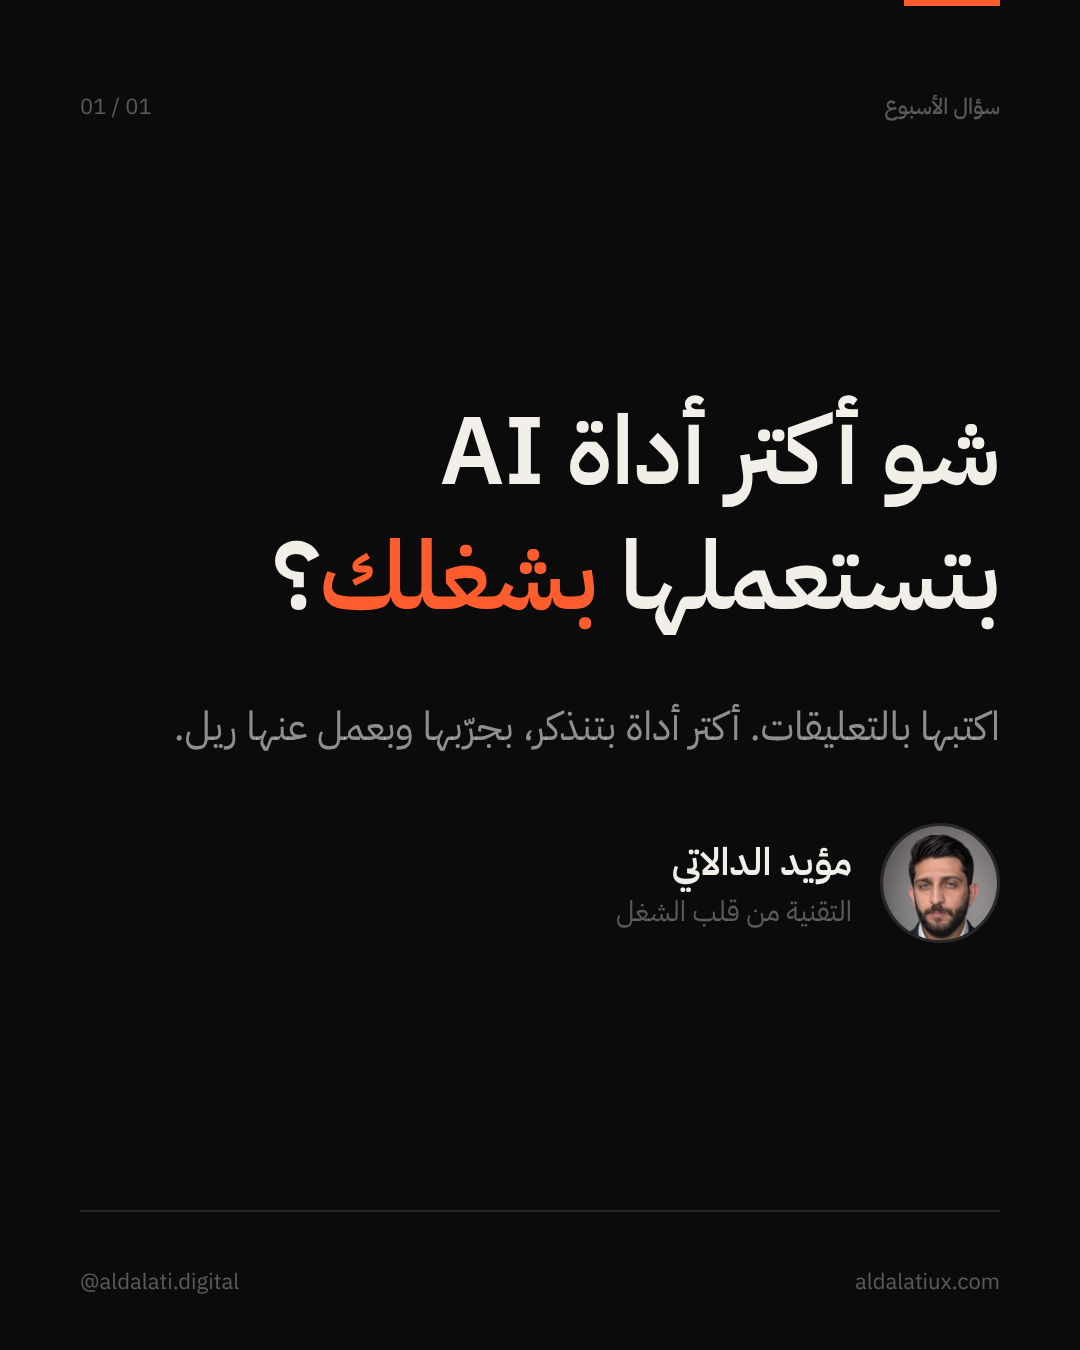 سؤال الأسبوع
01 / 01
شو أكتر أداة AI
بتستعملها بشغلك؟
اكتبها بالتعليقات. أكتر أداة بتنذكر، بجرّبها وبعمل عنها ريل.
مؤيد الدالاتي
التقنية من قلب الشغل
@aldalati.digital
aldalatiux.com